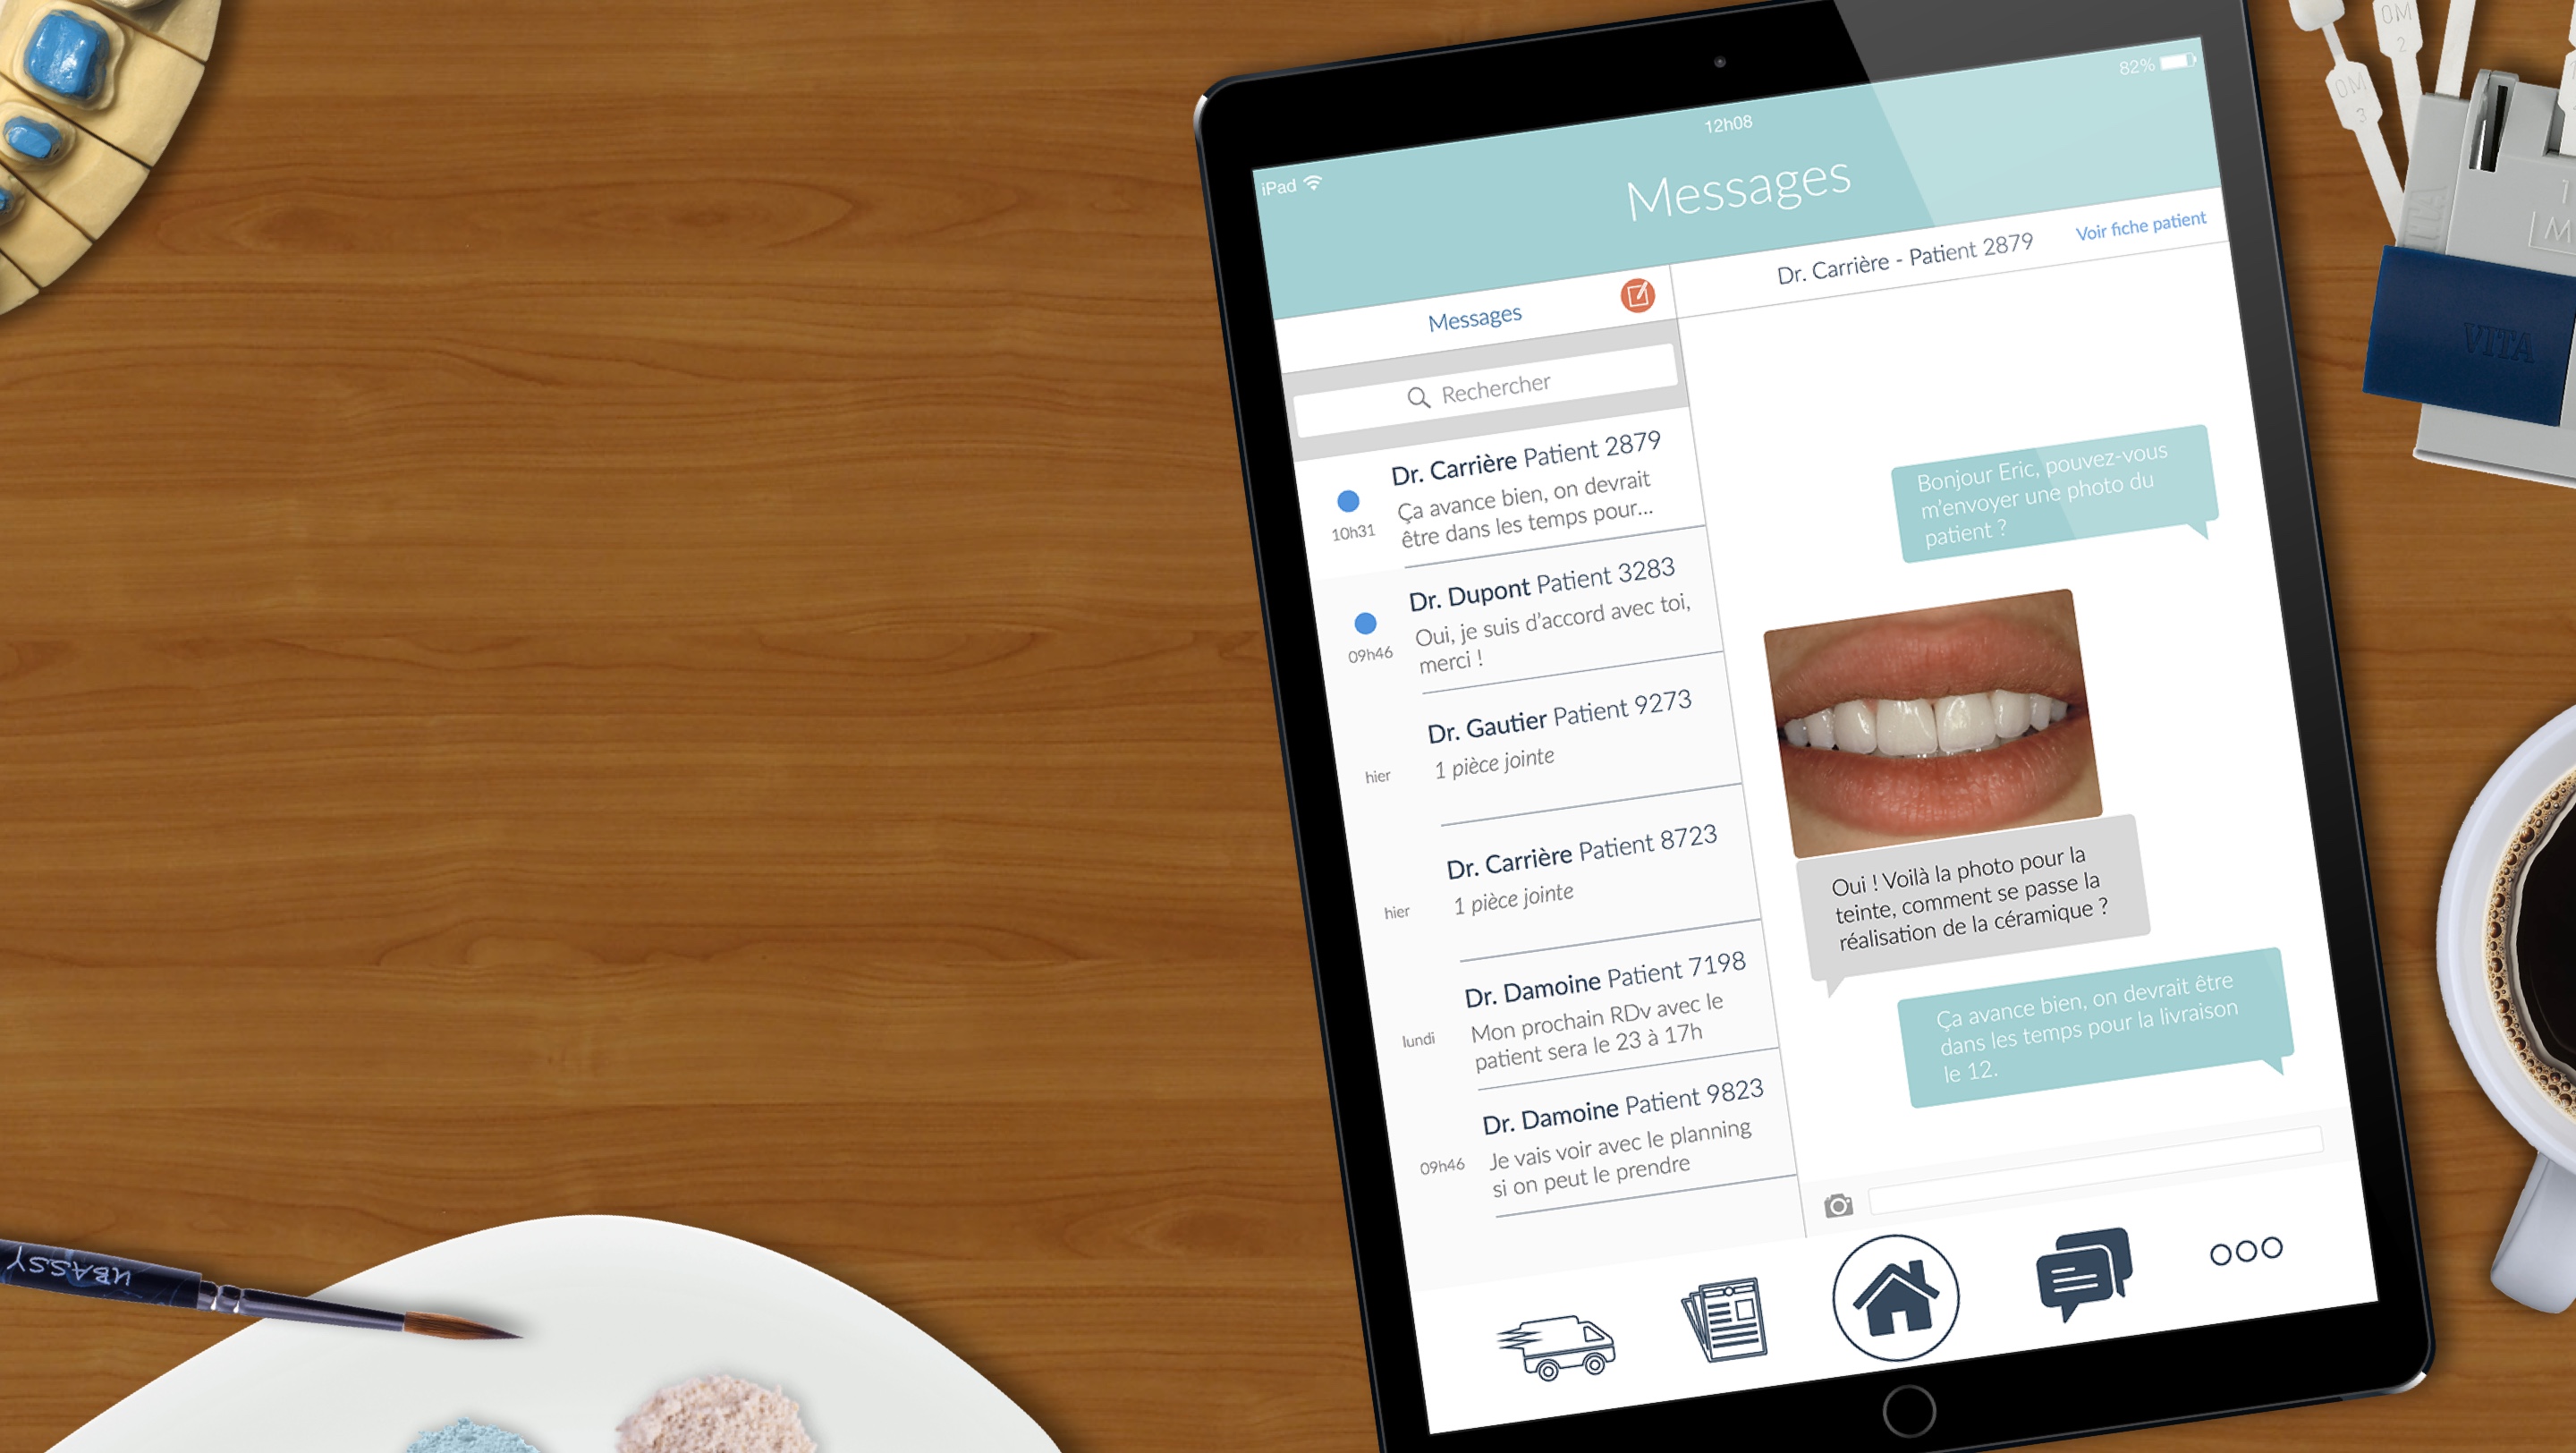 iPad
12h08
82%
Messages
Messages
Dr. Carrière - Patient 2879
Voir fiche patient
Rechercher
Dr. Carrière Patient 2879
Ça avance bien, on devrait
être dans les temps pour...
10h31
Dr. Dupont Patient 3283
Oui, je suis d'accord avec toi,
merci !
09h46
Dr. Gautier Patient 9273
1 pièce jointe
hier
Dr. Carrière Patient 8723
1 pièce jointe
hier
Dr. Damoine Patient 7198
Mon prochain RDv avec le
patient sera le 23 à 17h
lundi
Dr. Damoine Patient 9823
Je vais voir avec le planning
si on peut le prendre
09h46
Bonjour Eric, pouvez-vous
m'envoyer une photo du
patient ?
Oui ! Voilà la photo pour la
teinte, comment se passe la
réalisation de la céramique ?
Ça avance bien, on devrait être
dans les temps pour la livraison
le 12.
0M
2
0M
3
VITA
UBASSY